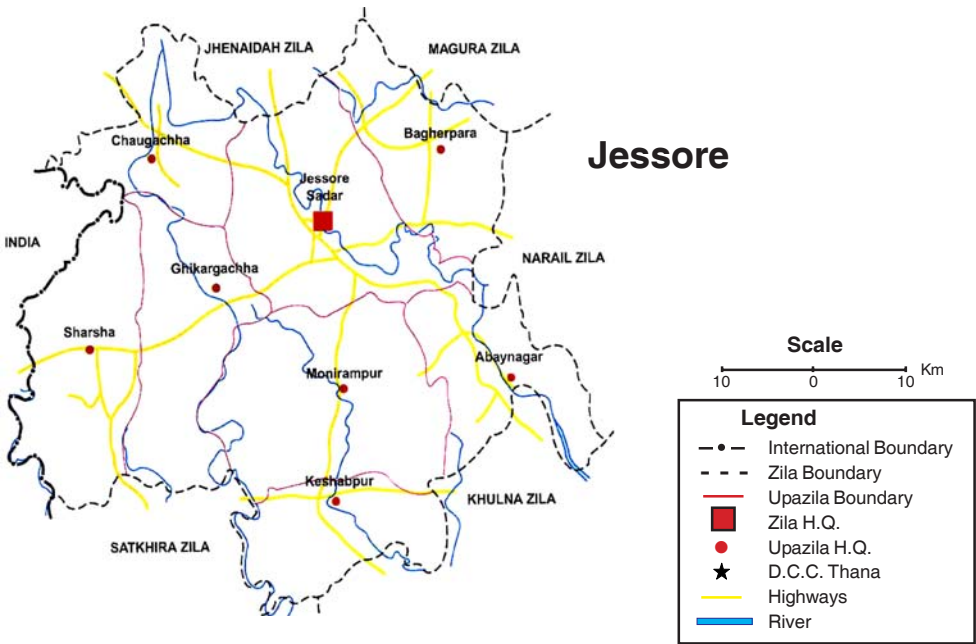 JHENAIDAH ZILA
MAGURA ZILA
Chaugachha
Bagherpara
Jessore
Jessore
Sadar
INDIA
NARAIL ZILA
Ghikargachha
Sharsha
Abaynagar
Monirampur
Keshabpur
KHULNA ZILA
SATKHIRA ZILA
Scale
10 0 10 Km
Legend
International Boundary
Zila Boundary
Upazila Boundary
Zila H.Q.
Upazila H.Q.
D.C.C. Thana
Highways
River